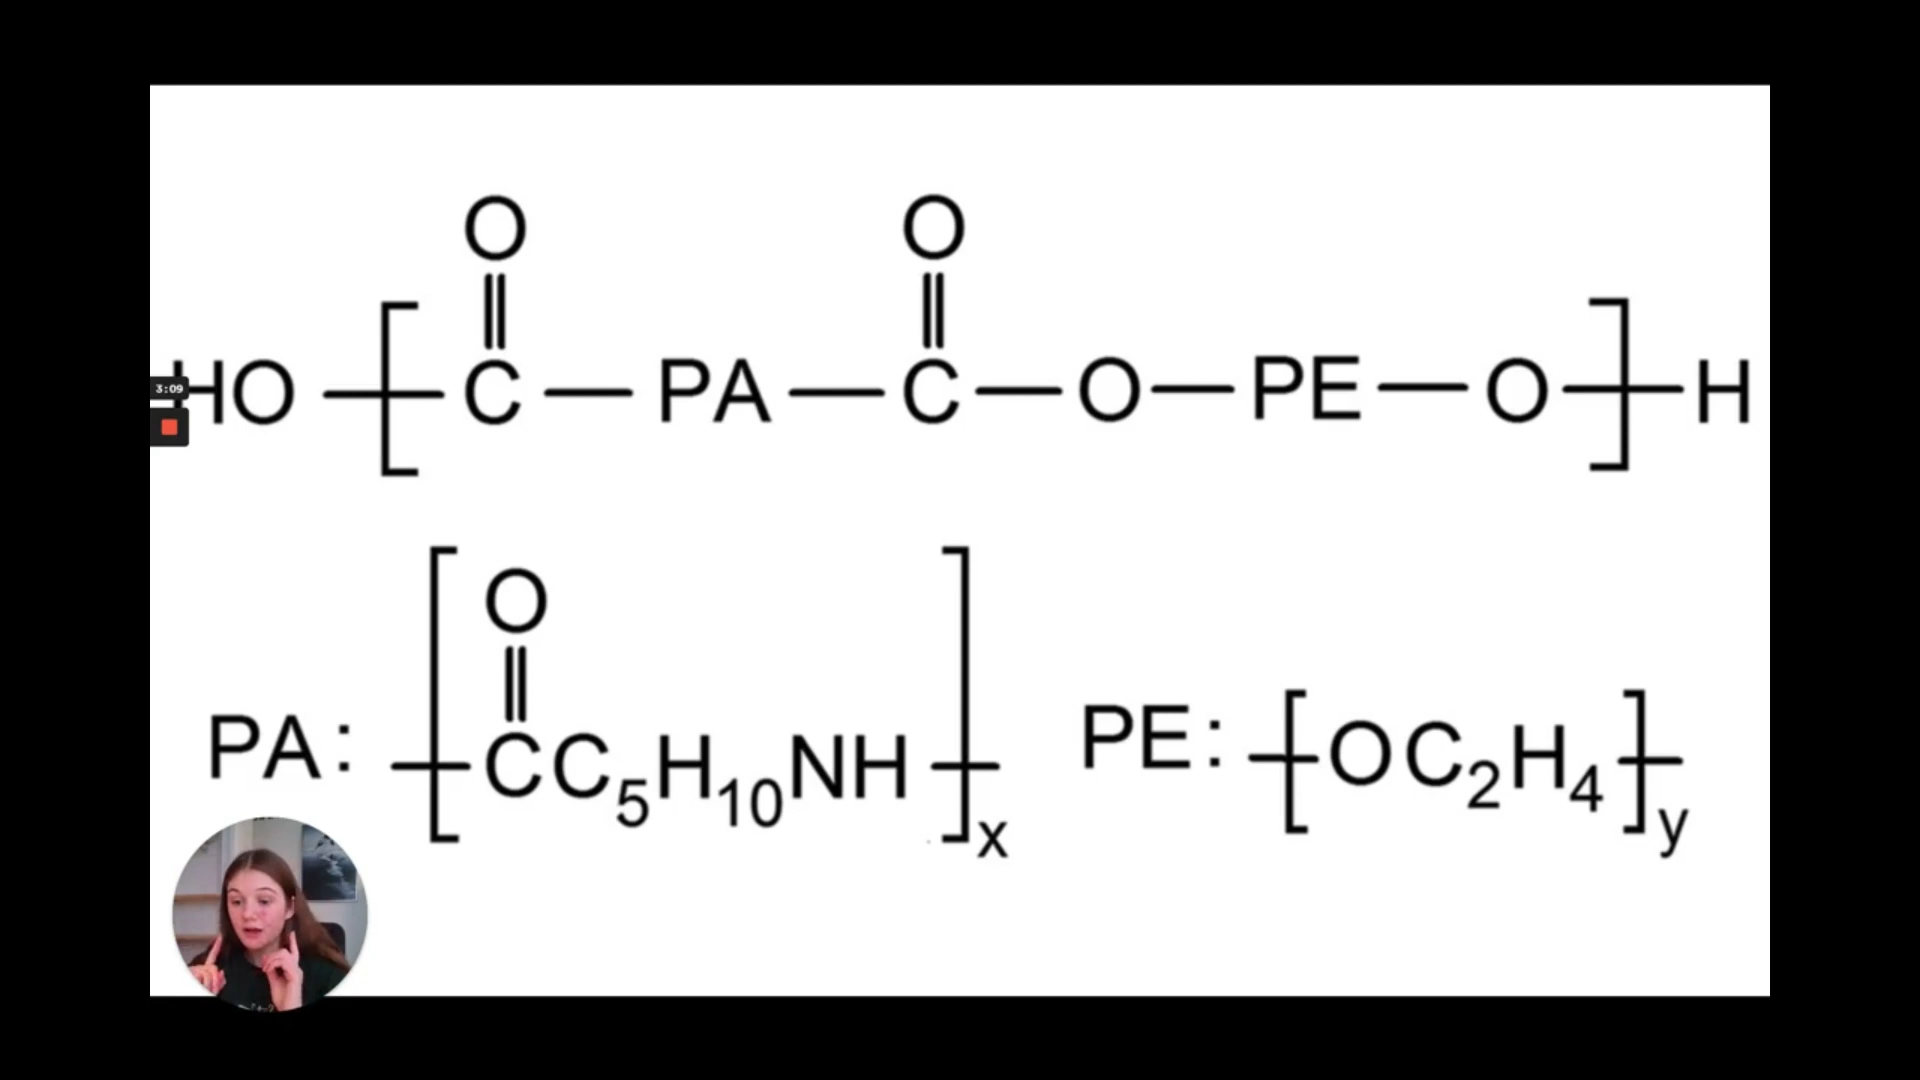 O O
HO C PA C O PE O H
3:09
O
PA: [CC₅H₁₀NH]x PE: [OC₂H₄]y